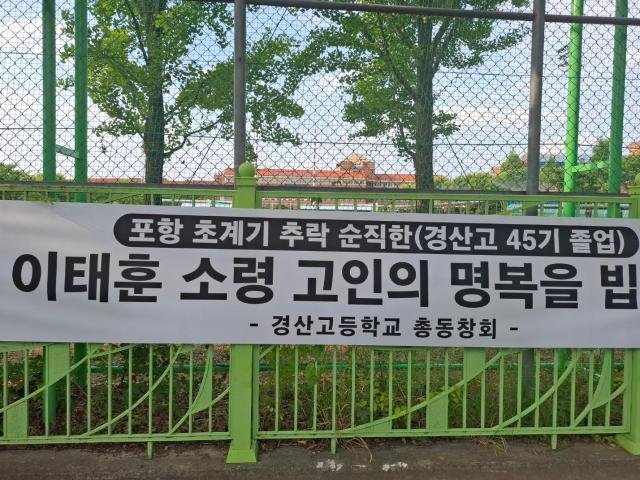 포항 초계기 추락 순직한(경산고 45기 졸업)
이태훈 소령 고인의 명복을 빕
- 경산고등학교 총동창회 -